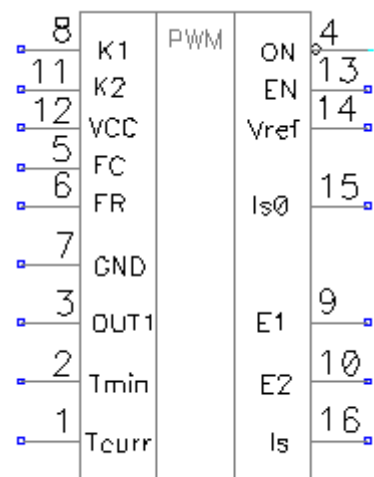 8 K1 PWM ON 4
11 K2 EN 13
12 VCC Vref 14
5 FC
6 FR Is0 15
7 GND
3 OUT1 E1 9
2 Tmin E2 10
1 Tcurr Is 16